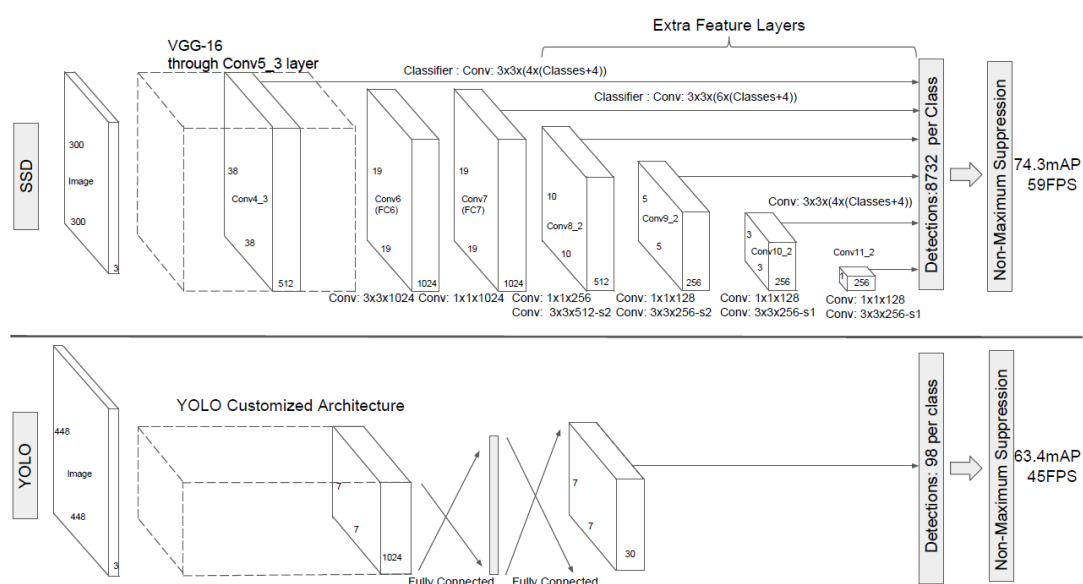 Extra Feature Layers
VGG-16
through Conv5_3 layer
Classifier : Conv: 3x3x(4x(Classes+4))
Classifier : Conv: 3x3x(6x(Classes+4))
SSD
300
Image
300
3
38
Conv4_3
38
512
19
Conv6
(FC6)
19
1024
19
Conv7
(FC7)
19
1024
10
Conv8_2
10
512
5
Conv9_2
5
256
Conv: 3x3x(4x(Classes+4))
3
Conv10_2
3
256
Conv11_2
1
256
Conv: 3x3x1024
Conv: 1x1x1024
Conv: 1x1x256
Conv: 3x3x512-s2
Conv: 1x1x128
Conv: 3x3x256-s2
Conv: 1x1x128
Conv: 3x3x256-s1
Conv: 1x1x128
Conv: 3x3x256-s1
Detections:8732 per Class
Non-Maximum Suppression
74.3mAP
59FPS
YOLO
448
Image
448
3
YOLO Customized Architecture
7
7
1024
Fully Connected
Fully Connected
7
7
30
Detections: 98 per class
Non-Maximum Suppression
63.4mAP
45FPS